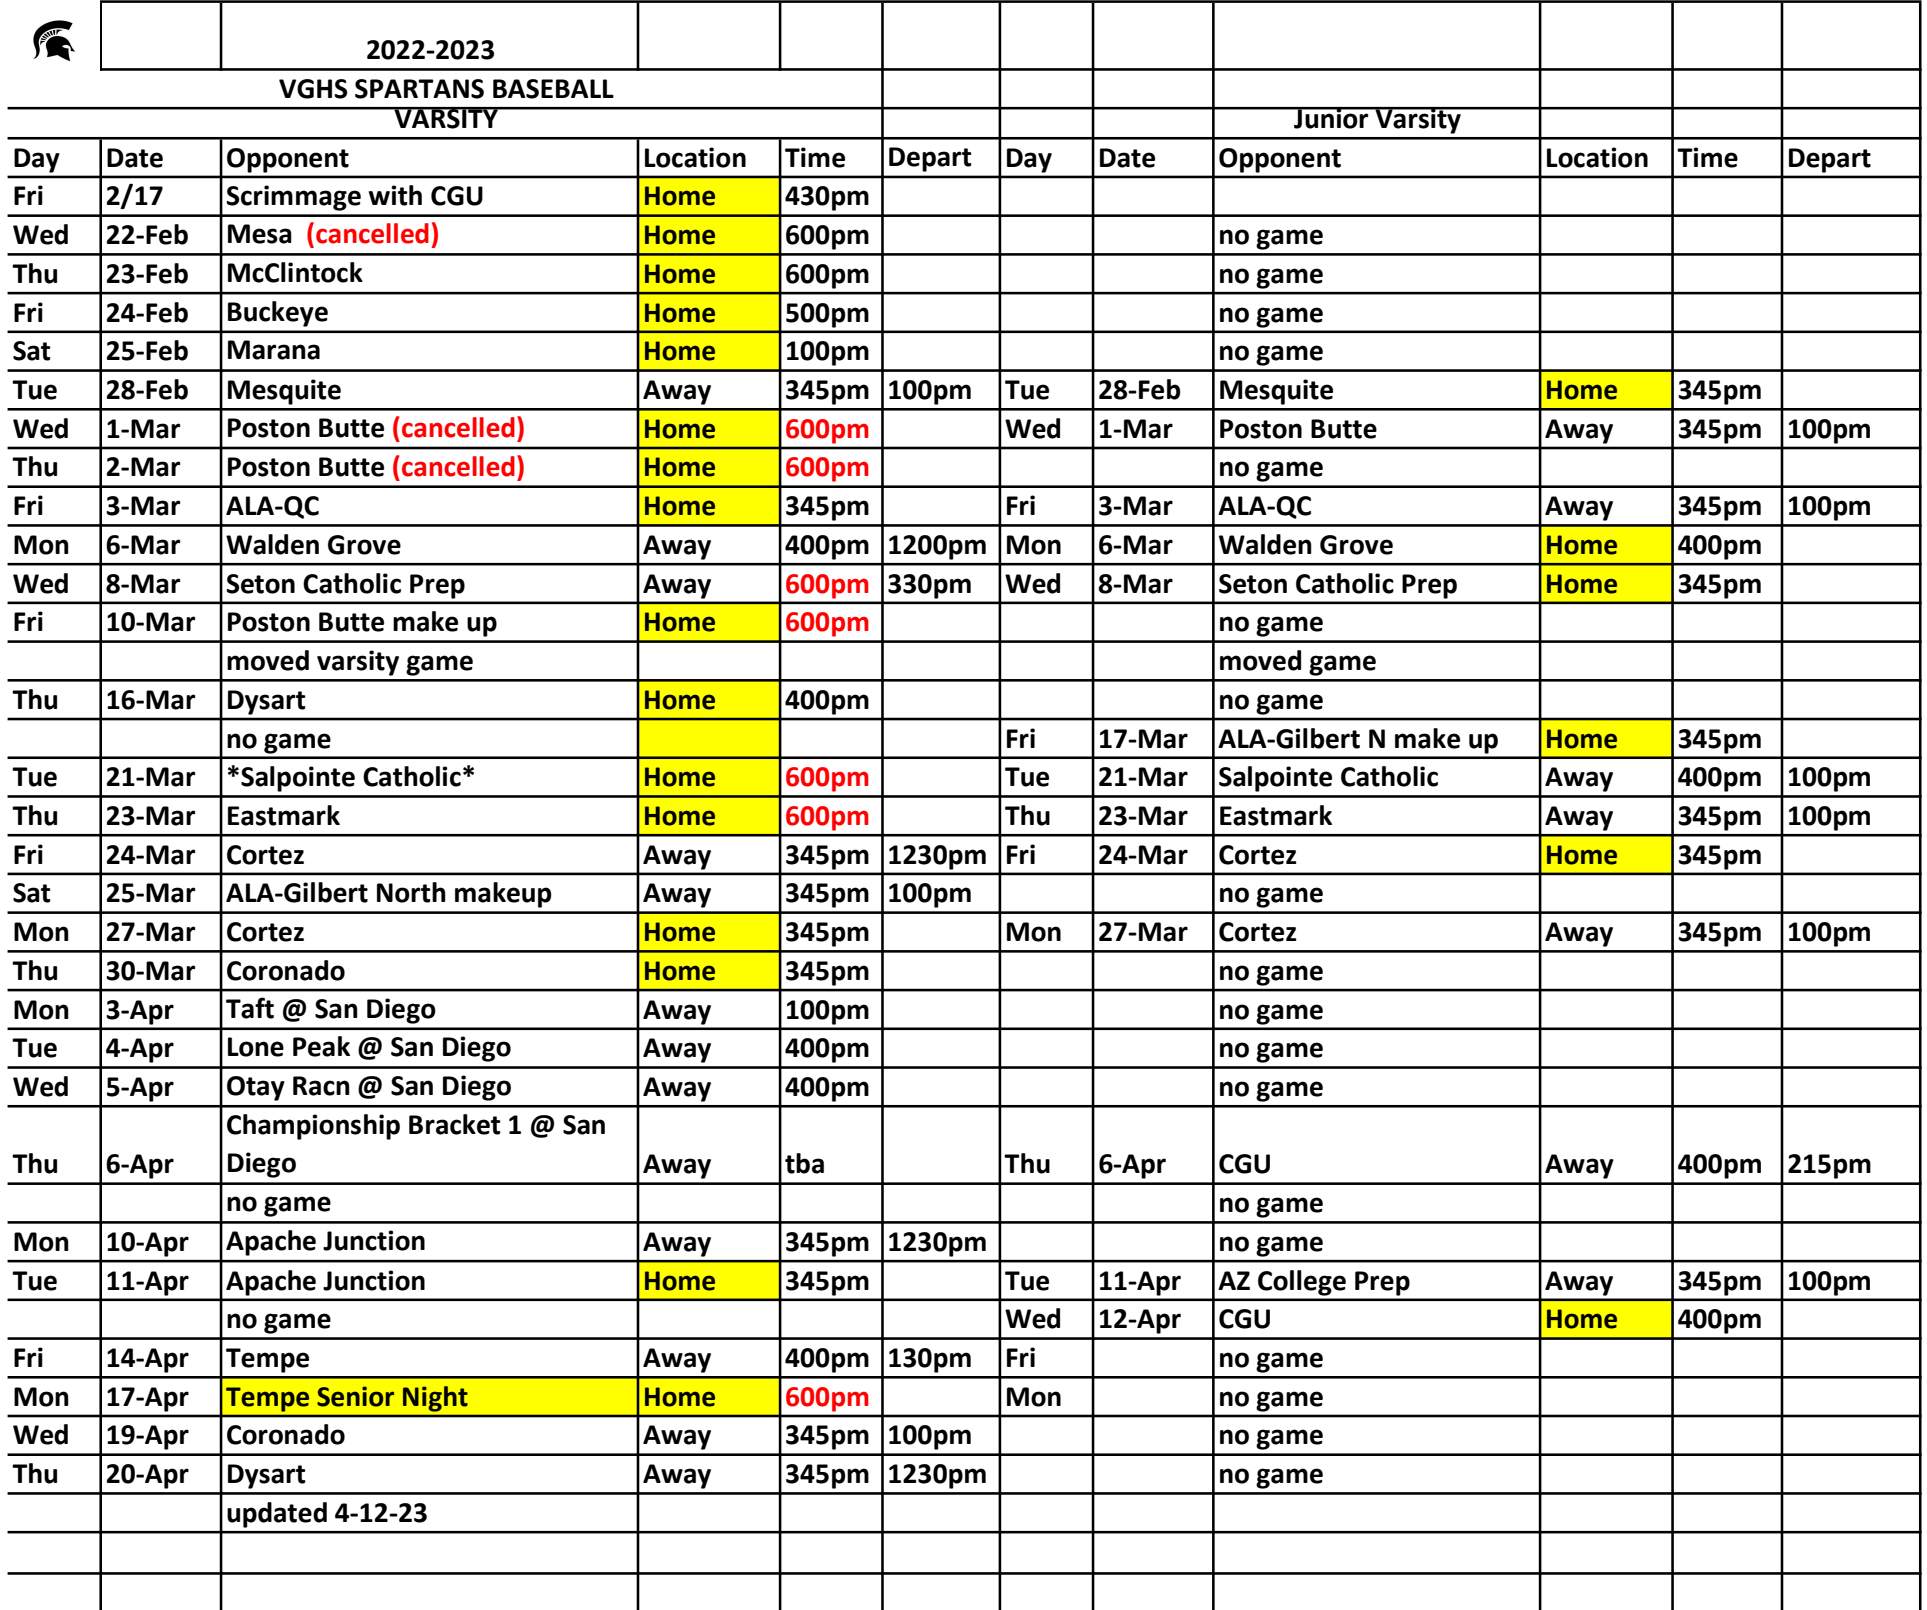 2022-2023
VGHS SPARTANS BASEBALL
VARSITY Junior Varsity
Day Date Opponent Location Time Depart Day Date Opponent Location Time Depart
Fri 2/17 Scrimmage with CGU Home 430pm
Wed 22-Feb Mesa (cancelled) Home 600pm no game
Thu 23-Feb McClintock Home 600pm no game
Fri 24-Feb Buckeye Home 500pm no game
Sat 25-Feb Marana Home 100pm no game
Tue 28-Feb Mesquite Away 345pm 100pm Tue 28-Feb Mesquite Home 345pm
Wed 1-Mar Poston Butte (cancelled) Home 600pm Wed 1-Mar Poston Butte Away 345pm 100pm
Thu 2-Mar Poston Butte (cancelled) Home 600pm no game
Fri 3-Mar ALA-QC Home 345pm Fri 3-Mar ALA-QC Away 345pm 100pm
Mon 6-Mar Walden Grove Away 400pm 1200pm Mon 6-Mar Walden Grove Home 400pm
Wed 8-Mar Seton Catholic Prep Away 600pm 330pm Wed 8-Mar Seton Catholic Prep Home 345pm
Fri 10-Mar Poston Butte make up Home 600pm no game
moved varsity game moved game
Thu 16-Mar Dysart Home 400pm no game
no game Fri 17-Mar ALA-Gilbert N make up Home 345pm
Tue 21-Mar *Salpointe Catholic* Home 600pm Tue 21-Mar Salpointe Catholic Away 400pm 100pm
Thu 23-Mar Eastmark Home 600pm Thu 23-Mar Eastmark Away 345pm 100pm
Fri 24-Mar Cortez Away 345pm 1230pm Fri 24-Mar Cortez Home 345pm
Sat 25-Mar ALA-Gilbert North makeup Away 345pm 100pm no game
Mon 27-Mar Cortez Home 345pm Mon 27-Mar Cortez Away 345pm 100pm
Thu 30-Mar Coronado Home 345pm no game
Mon 3-Apr Taft @ San Diego Away 100pm no game
Tue 4-Apr Lone Peak @ San Diego Away 400pm no game
Wed 5-Apr Otay Racn @ San Diego Away 400pm no game
Championship Bracket 1 @ San
Thu 6-Apr Diego Away tba Thu 6-Apr CGU Away 400pm 215pm
no game no game
Mon 10-Apr Apache Junction Away 345pm 1230pm no game
Tue 11-Apr Apache Junction Home 345pm Tue 11-Apr AZ College Prep Away 345pm 100pm
no game Wed 12-Apr CGU Home 400pm
Fri 14-Apr Tempe Away 400pm 130pm Fri no game
Mon 17-Apr Tempe Senior Night Home 600pm Mon no game
Wed 19-Apr Coronado Away 345pm 100pm no game
Thu 20-Apr Dysart Away 345pm 1230pm no game
updated 4-12-23